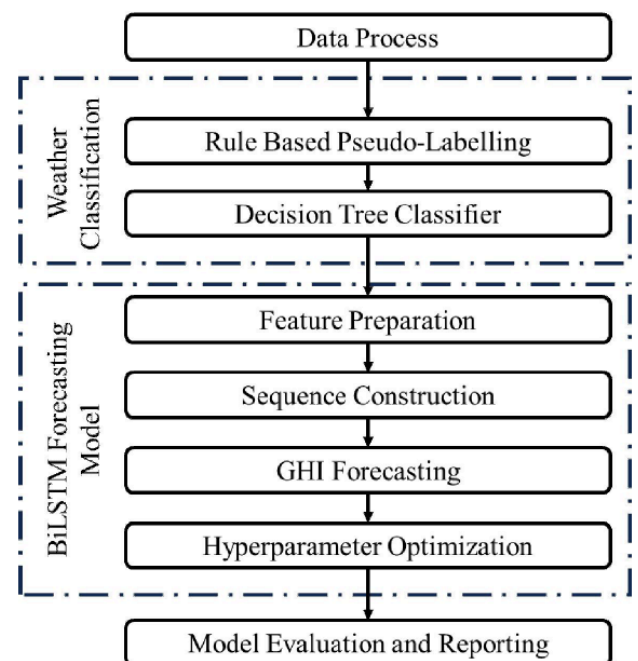 Data Process
Weather
Classification
Rule Based Pseudo-Labelling
Decision Tree Classifier
BiLSTM Forecasting
Model
Feature Preparation
Sequence Construction
GHI Forecasting
Hyperparameter Optimization
Model Evaluation and Reporting